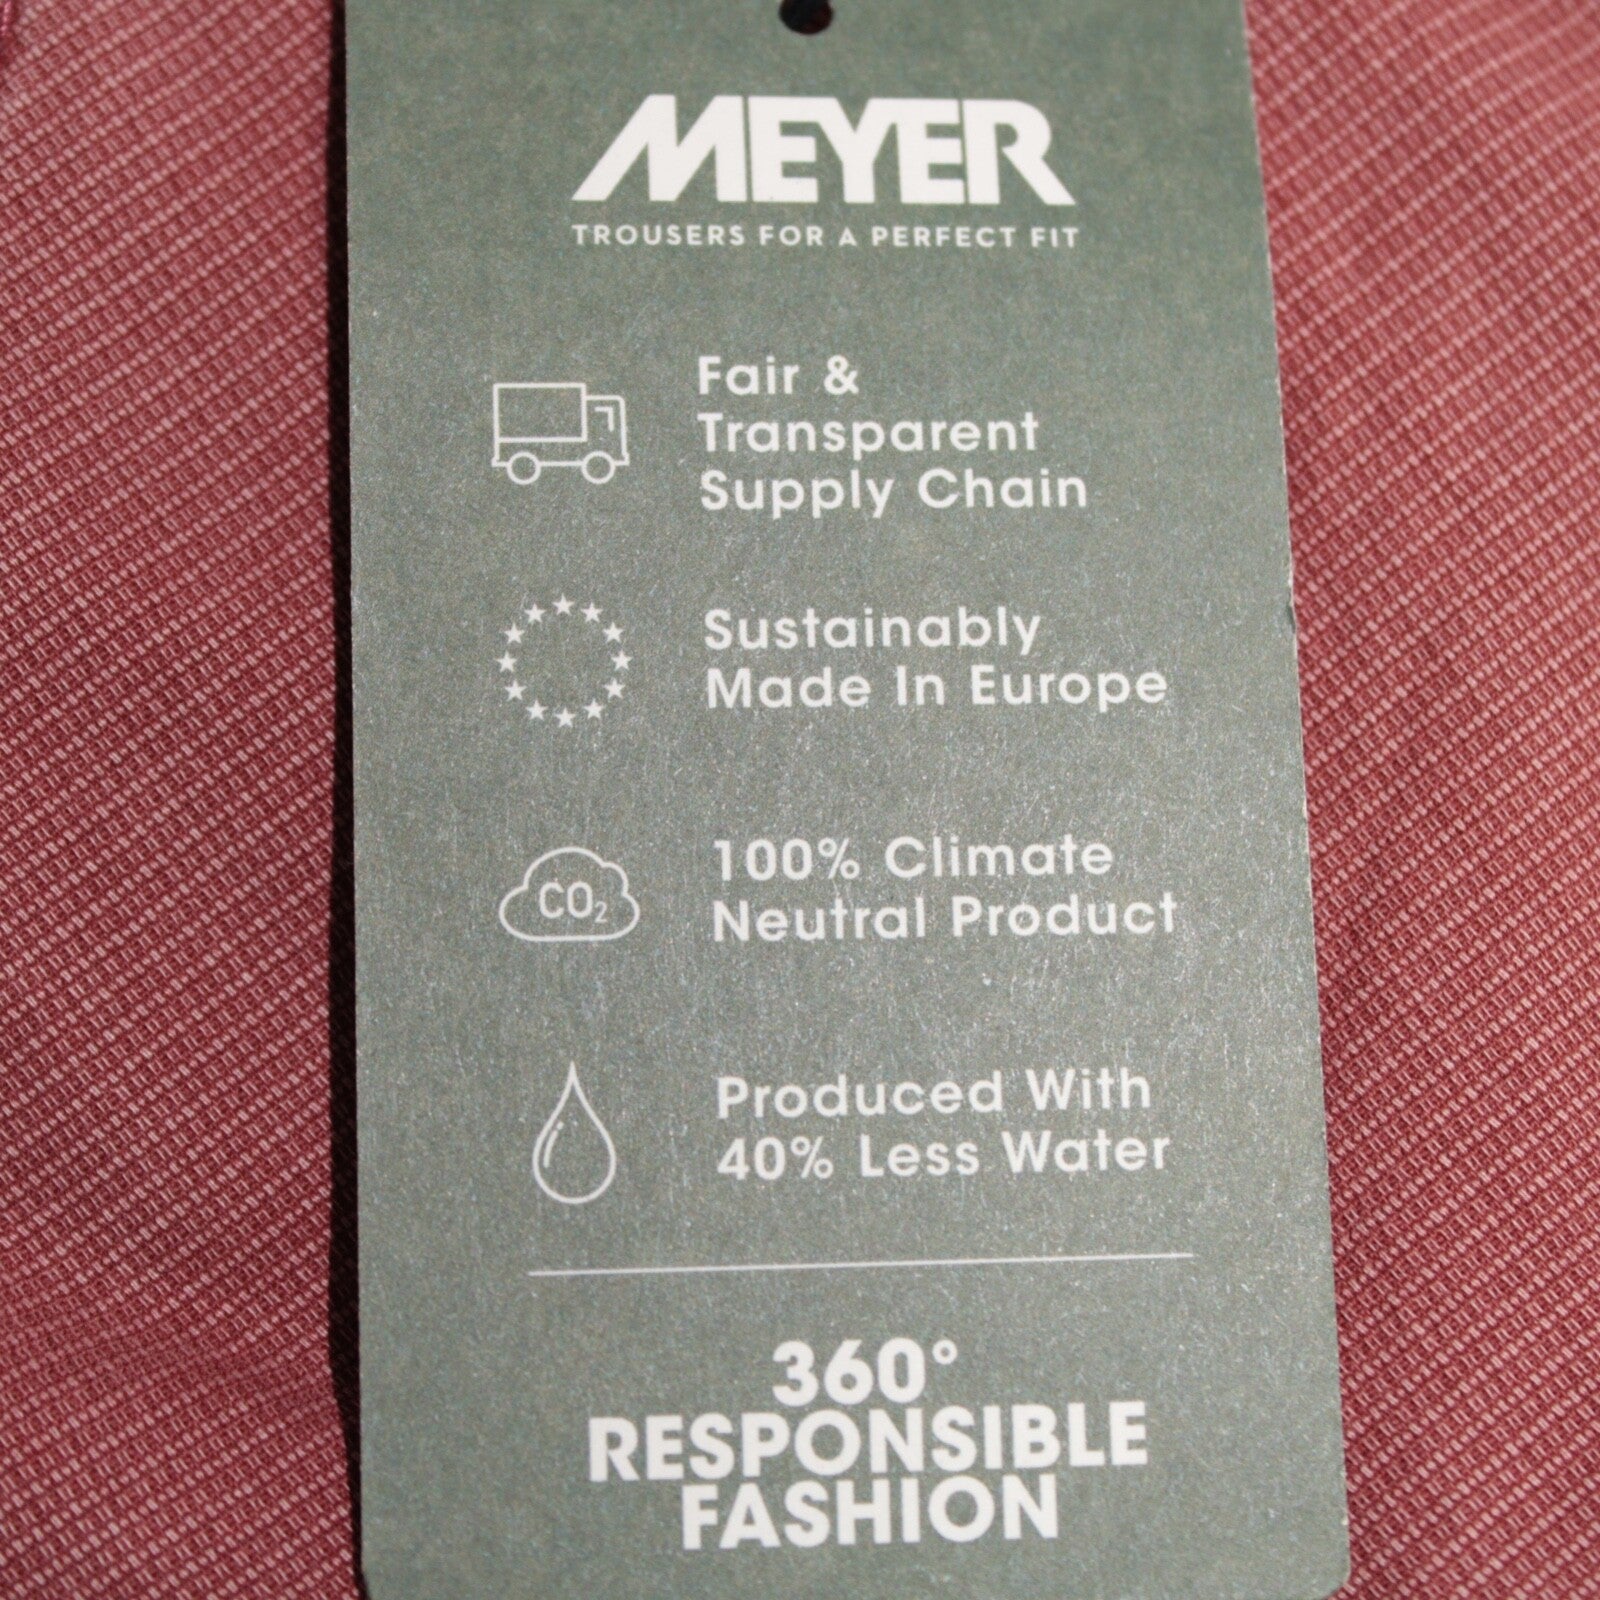 MEYER
TROUSERS FOR A PERFECT FIT
Fair &
Transparent
Supply Chain
Sustainably
Made In Europe
CO₂
100% Climate
Neutral Product
Produced With
40% Less Water
360°
RESPONSIBLE
FASHION